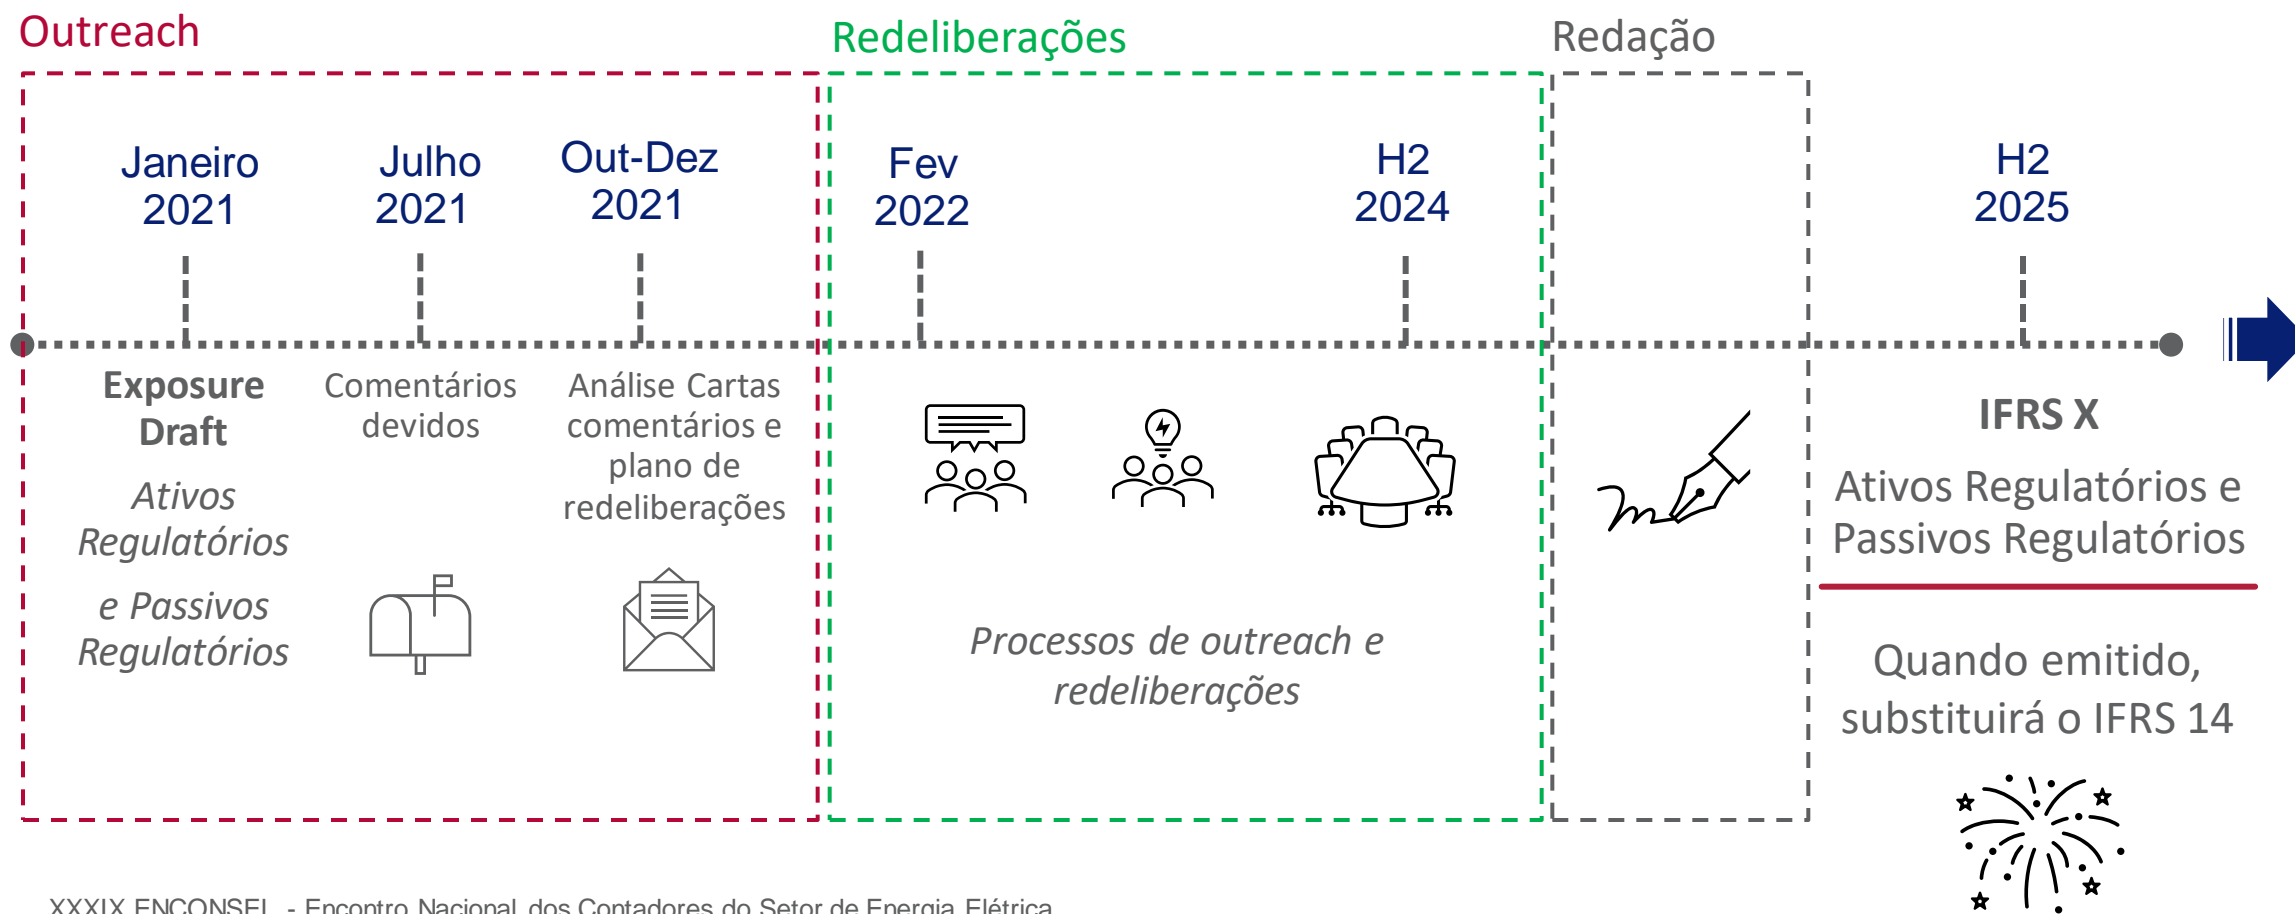 Outreach
Redeliberações
Redação
Janeiro
2021
Julho
2021
Out-Dez
2021
Fev
2022
H2
2024
H2
2025
Exposure
Draft
Ativos
Regulatórios
e Passivos
Regulatórios
Comentários
devidos
Análise Cartas
comentários e
plano de
redeliberações
Processos de outreach e
redeliberações
IFRS X
Ativos Regulatórios e
Passivos Regulatórios
Quando emitido,
substituirá o IFRS 14
XXXIX ENCONSEL - Encontro Nacional dos Contadores do Setor de Energia Elétrica